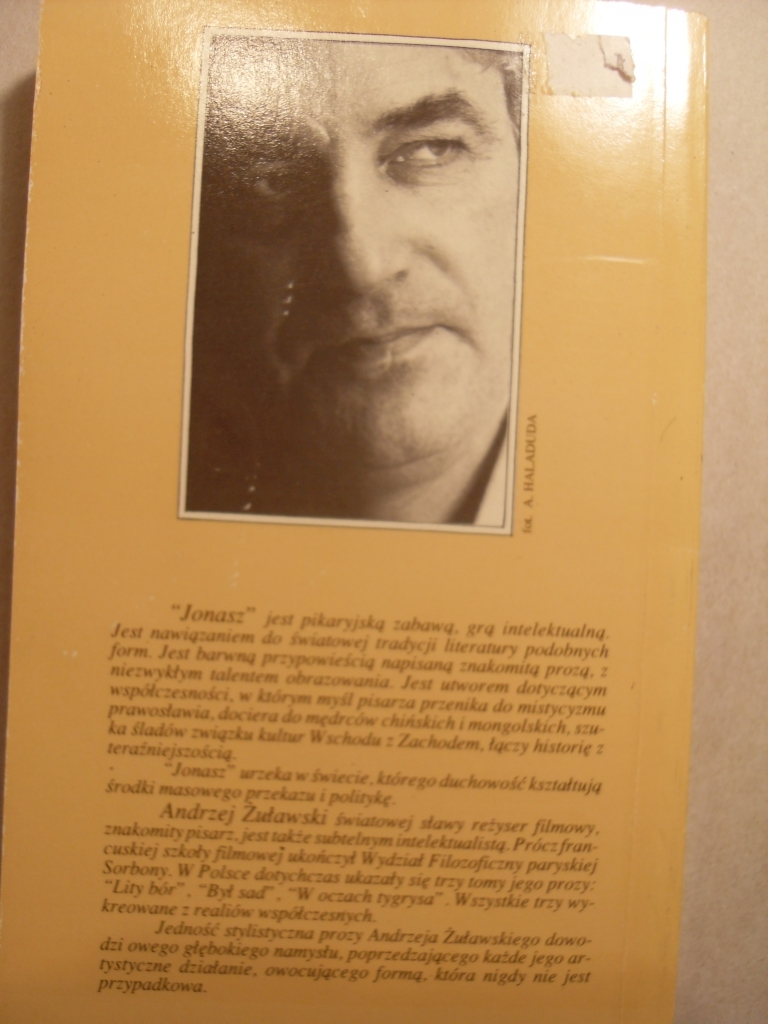 fot. A. HALADUDA
"Jonasz" jest pikaryjską zabawą, grą intelektualną.
Jest nawiązaniem do światowej tradycji literatury podobnych
form. Jest barwną przypowieścią napisaną znakomitą prozą, z
niezwykłym talentem obrazowania. Jest utworem dotyczącym
współczesności, w którym myśl pisarza przenika do mistycyzmu
prawosławia, dociera do mędrców chińskich i mongolskich, szu-
ka śladów związku kultur Wschodu z Zachodem, łączy historię z
teraźniejszością.
"Jonasz" urzeka w świecie, którego duchowość kształtują
środki masowego przekazu i politykę.
Andrzej Żuławski światowej sławy reżyser filmowy,
znakomity pisarz, jest także subtelnym intelektualistą. Prócz fran-
cuskiej szkoły filmowej ukończył Wydział Filozoficzny paryskiej
Sorbony. W Polsce dotychczas ukazały się trzy tomy jego prozy:
"Lity bór", "Był sad", "W oczach tygrysa". Wszystkie trzy wy-
kreowane z realiów współczesnych.
Jedność stylistyczna prozy Andrzeja Żuławskiego dowo-
dzi owego głębokiego namysłu, poprzedzającego każde jego ar-
tystyczne działanie, owocującego formą, która nigdy nie jest
przypadkowa.